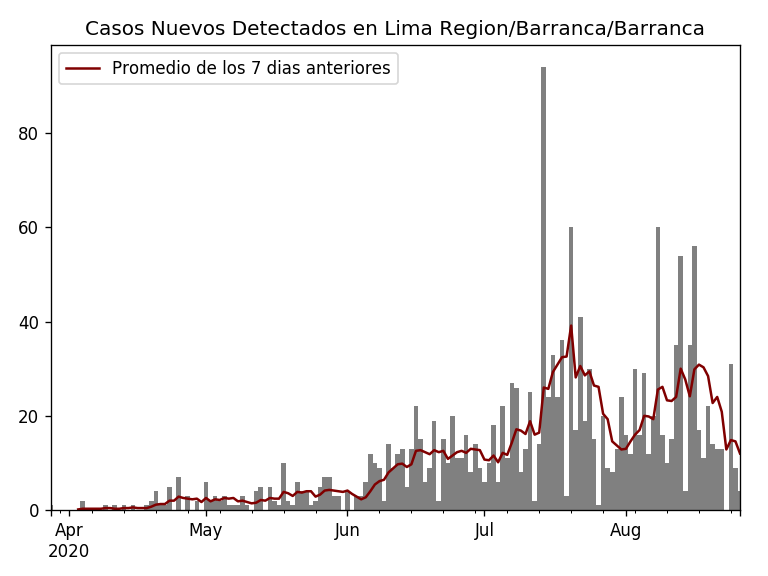 Casos Nuevos Detectados en Lima Region/Barranca/Barranca
Promedio de los 7 dias anteriores
80
60
40
20
0
Apr May Jun Jul Aug
2020